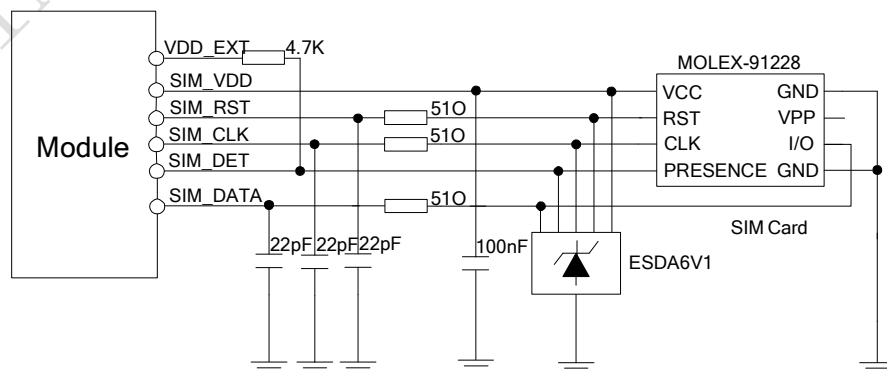 VDD_EXT 4.7K
MOLEX-91228
SIM_VDD
VCC GND
SIM_RST 51O
RST VPP
SIM_CLK 51O
CLK I/O
Module
SIM_DET
PRESENCE GND
SIM_DATA 51O
SIM Card
22pF 22pF 22pF 100nF
ESDA6V1